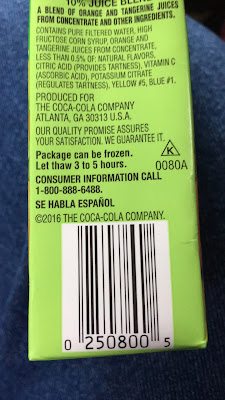 10% JUICE BLEND
A BLEND OF ORANGE AND TANGERINE JUICES
FROM CONCENTRATE AND OTHER INGREDIENTS.
CONTAINS PURE FILTERED WATER, HIGH
FRUCTOSE CORN SYRUP, ORANGE AND
TANGERINE JUICES FROM CONCENTRATE,
LESS THAN 0.5% OF: NATURAL FLAVORS,
CITRIC ACID (PROVIDES TARTNESS), VITAMIN C
(ASCORBIC ACID), POTASSIUM CITRATE
(REGULATES TARTNESS), YELLOW #5, BLUE #1.
PRODUCED FOR
THE COCA-COLA COMPANY
ATLANTA, GA 30313 U.S.A.
OUR QUALITY PROMISE ASSURES
YOUR SATISFACTION. WE GUARANTEE IT.
Package can be frozen.
Let thaw 3 to 5 hours.
K
0080A
CONSUMER INFORMATION CALL
1-800-888-6488.
SE HABLA ESPAÑOL
©2016 THE COCA-COLA COMPANY.
0 250800 5